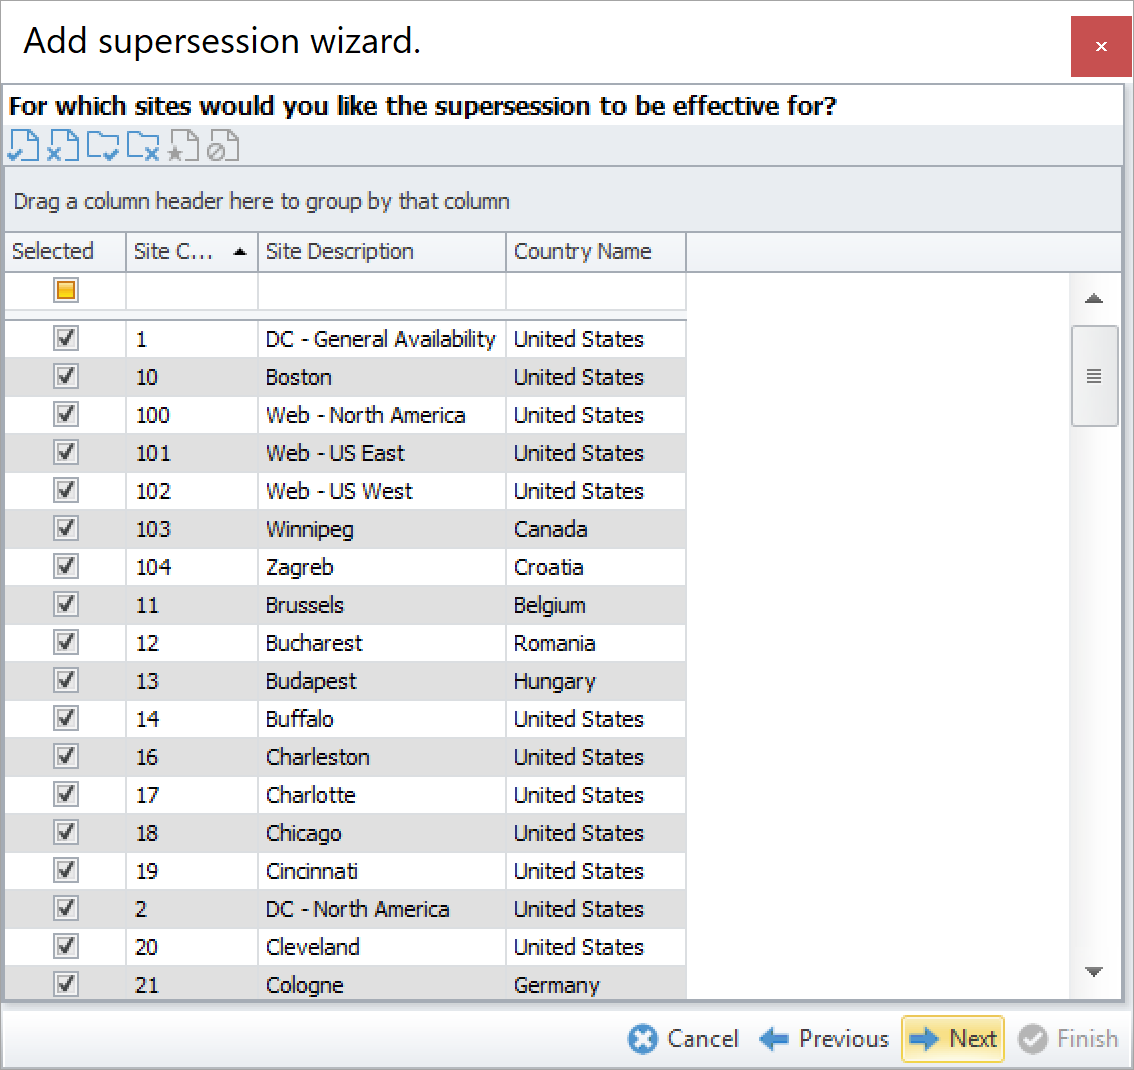 Add supersession wizard.
For which sites would you like the supersession to be effective for?
Drag a column header here to group by that column
Selected Site C... Site Description Country Name
1 DC - General Availability United States
10 Boston United States
100 Web - North America United States
101 Web - US East United States
102 Web - US West United States
103 Winnipeg Canada
104 Zagreb Croatia
11 Brussels Belgium
12 Bucharest Romania
13 Budapest Hungary
14 Buffalo United States
16 Charleston United States
17 Charlotte United States
18 Chicago United States
19 Cincinnati United States
2 DC - North America United States
20 Cleveland United States
21 Cologne Germany
Cancel Previous Next Finish